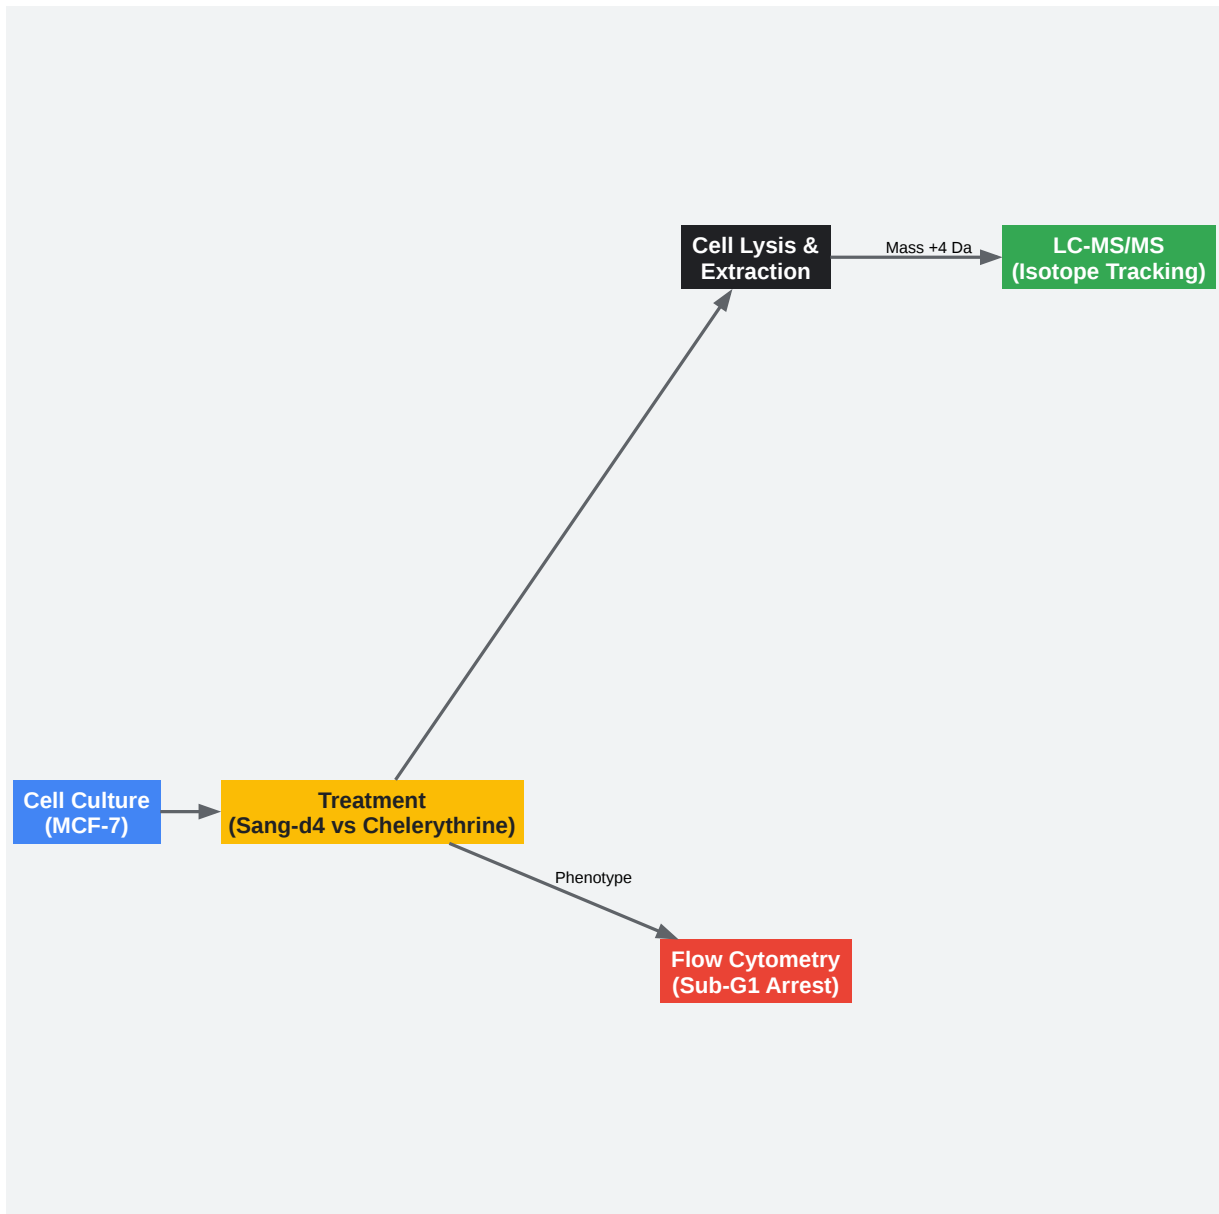 Cell Lysis &
Extraction
Mass +4 Da
LC-MS/MS
(Isotope Tracking)
Cell Culture
(MCF-7)
Treatment
(Sang-d4 vs Chelerythrine)
Phenotype
Flow Cytometry
(Sub-G1 Arrest)